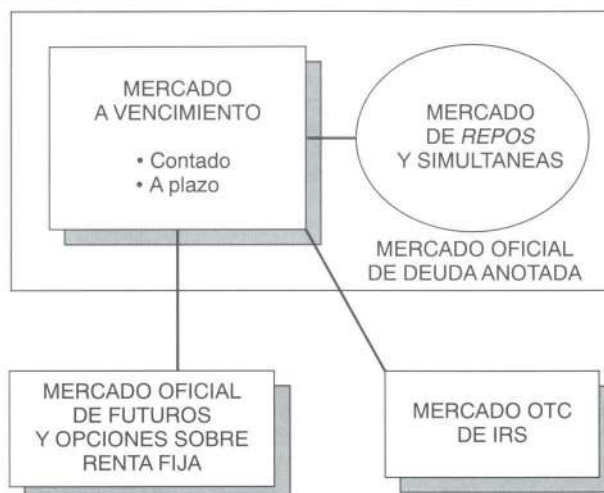 MERCADO
A VENCIMIENTO
• Contado
• A plazo
MERCADO
DE REPOS
Y SIMULTANEAS
MERCADO OFICIAL
DE DEUDA ANOTADA
MERCADO OFICIAL
DE FUTUROS
Y OPCIONES SOBRE
RENTA FIJA
MERCADO OTC
DE IRS